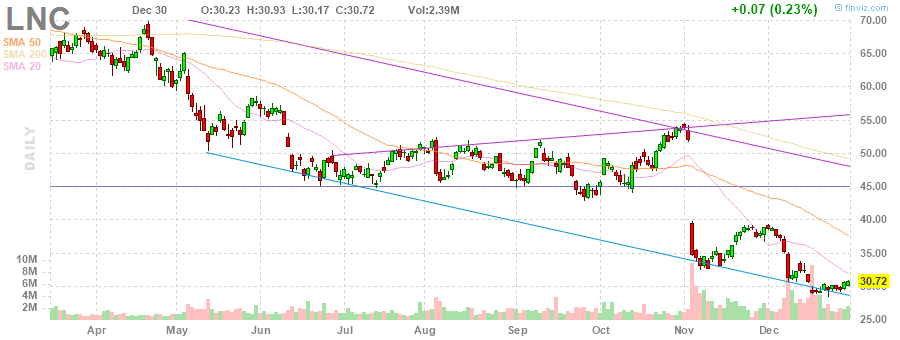 LNC Dec 30 O:30.23 H:30.93 L:30.17 C:30.72 Vol:2.39M +0.07 (0.23%) finviz.com
SMA 50
SMA 200
SMA 20
DAILY
70.00
65.00
60.00
55.00
50.00
45.00
40.00
35.00
30.72
25.00
10M
8M
6M
4M
2M
Apr May Jun Jul Aug Sep Oct Nov Dec